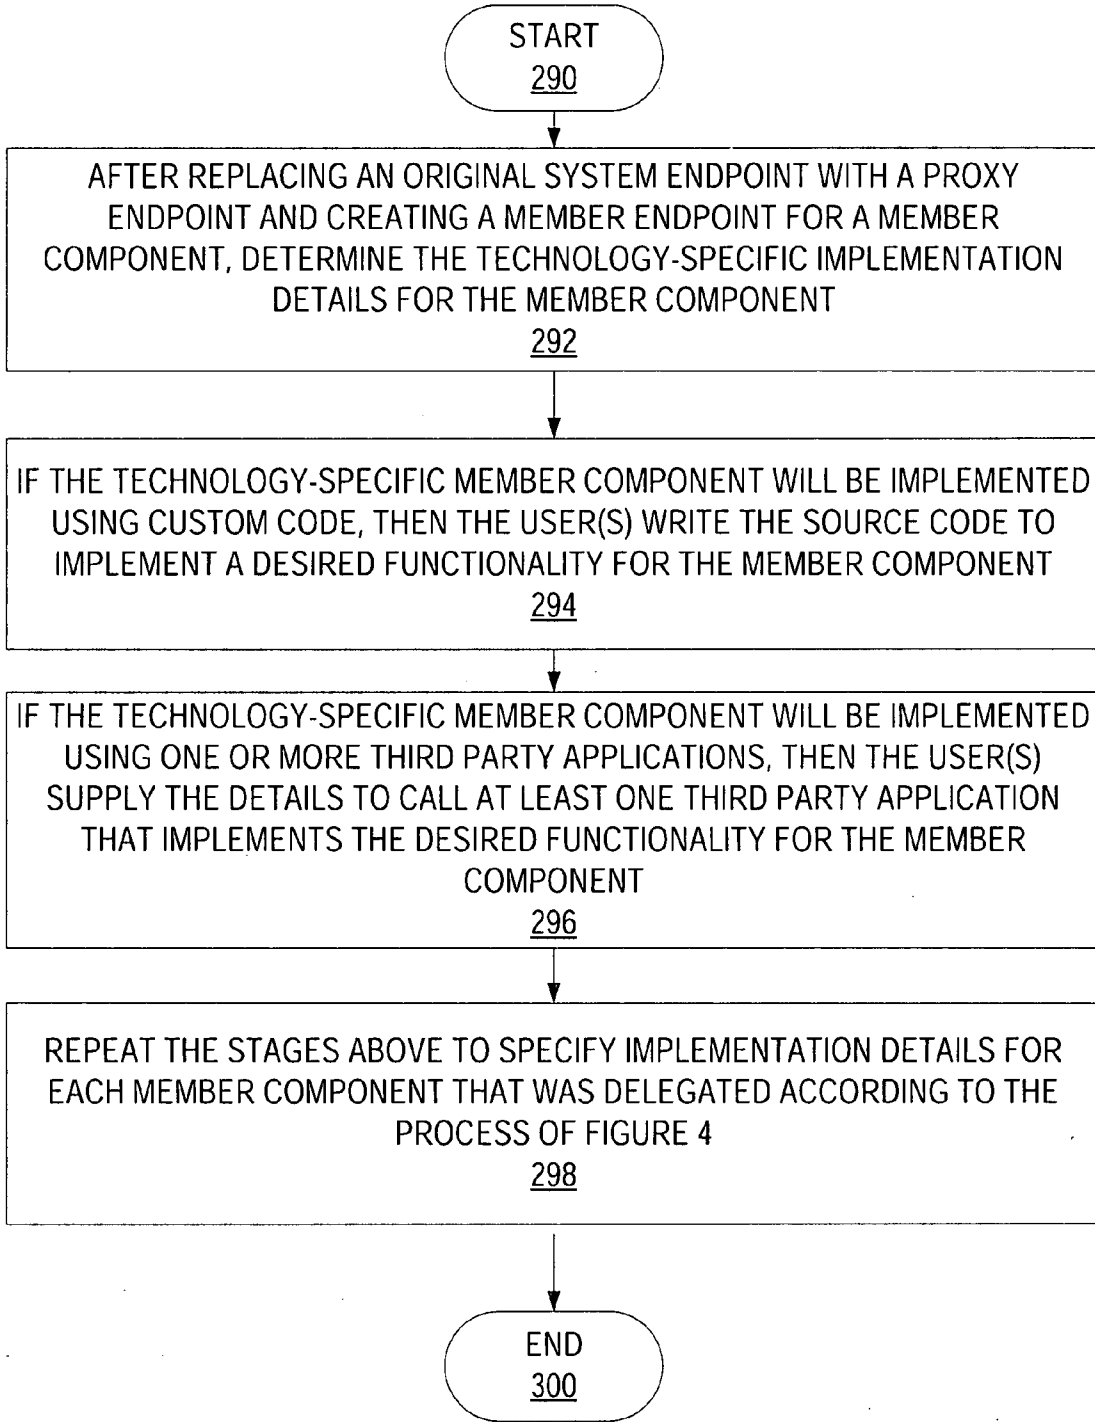 START
290
AFTER REPLACING AN ORIGINAL SYSTEM ENDPOINT WITH A PROXY
ENDPOINT AND CREATING A MEMBER ENDPOINT FOR A MEMBER
COMPONENT, DETERMINE THE TECHNOLOGY-SPECIFIC IMPLEMENTATION
DETAILS FOR THE MEMBER COMPONENT
292
IF THE TECHNOLOGY-SPECIFIC MEMBER COMPONENT WILL BE IMPLEMENTED
USING CUSTOM CODE, THEN THE USER(S) WRITE THE SOURCE CODE TO
IMPLEMENT A DESIRED FUNCTIONALITY FOR THE MEMBER COMPONENT
294
IF THE TECHNOLOGY-SPECIFIC MEMBER COMPONENT WILL BE IMPLEMENTED
USING ONE OR MORE THIRD PARTY APPLICATIONS, THEN THE USER(S)
SUPPLY THE DETAILS TO CALL AT LEAST ONE THIRD PARTY APPLICATION
THAT IMPLEMENTS THE DESIRED FUNCTIONALITY FOR THE MEMBER
COMPONENT
296
REPEAT THE STAGES ABOVE TO SPECIFY IMPLEMENTATION DETAILS FOR
EACH MEMBER COMPONENT THAT WAS DELEGATED ACCORDING TO THE
PROCESS OF FIGURE 4
298
END
300